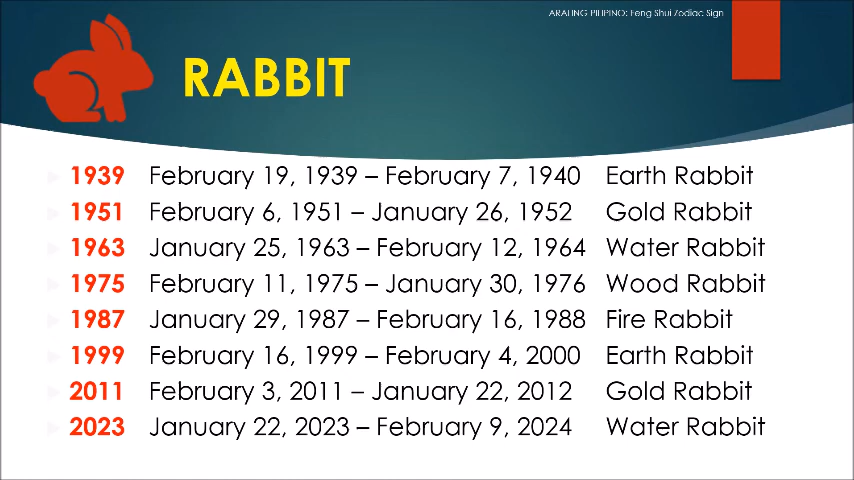 ARALING PILIPINO: Feng Shui Zodiac Sign
RABBIT
1939 February 19, 1939 – February 7, 1940 Earth Rabbit
1951 February 6, 1951 – January 26, 1952 Gold Rabbit
1963 January 25, 1963 – February 12, 1964 Water Rabbit
1975 February 11, 1975 – January 30, 1976 Wood Rabbit
1987 January 29, 1987 – February 16, 1988 Fire Rabbit
1999 February 16, 1999 – February 4, 2000 Earth Rabbit
2011 February 3, 2011 – January 22, 2012 Gold Rabbit
2023 January 22, 2023 – February 9, 2024 Water Rabbit